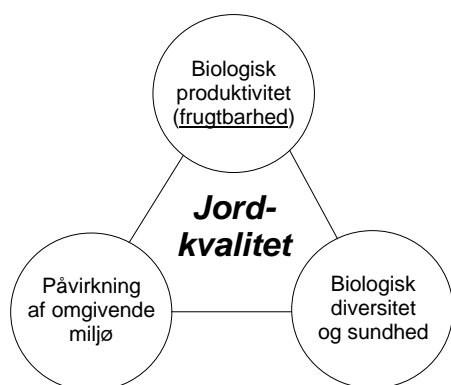 Biologisk
produktivitet
(frugtbarhed)
Jord-
kvalitet
Påvirkning
af omgivende
miljø
Biologisk
diversitet
og sundhed